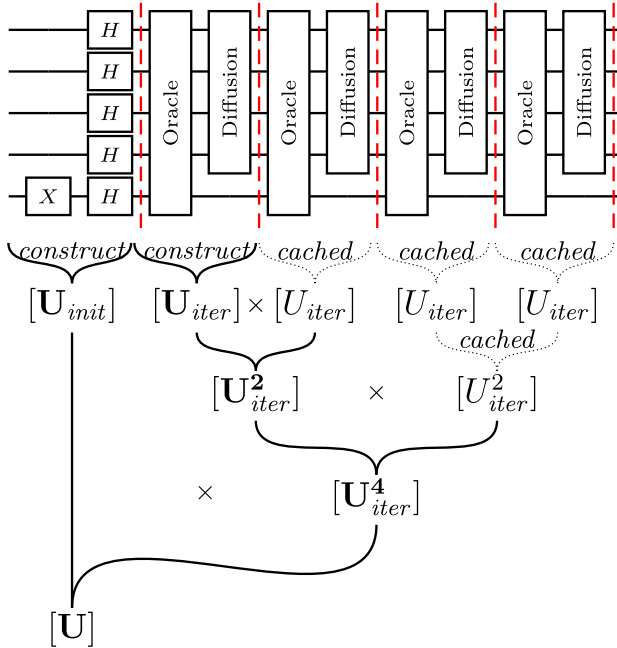 H
H
H
H
X H
Oracle Diffusion Oracle Diffusion Oracle Diffusion Oracle Diffusion
construct construct cached cached cached
[𝐔_init] [𝐔_iter] × [U_iter] [U_iter] [U_iter]
cached
[𝐔²_iter] × [U²_iter]
× [𝐔⁴_iter]
[𝐔]